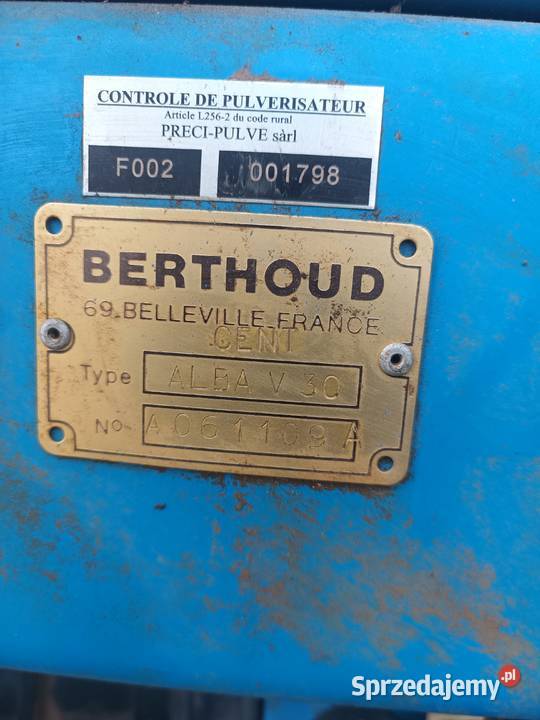 CONTROLE DE PULVERISATEUR
Article L256-2 du code rural
PRECI-PULVE sàrl
F002 001798
BERTHOUD
69.BELLEVILLE.FRANCE
CENT
Type ALBA V 30
No A061109A
Sprzedajemy.pl